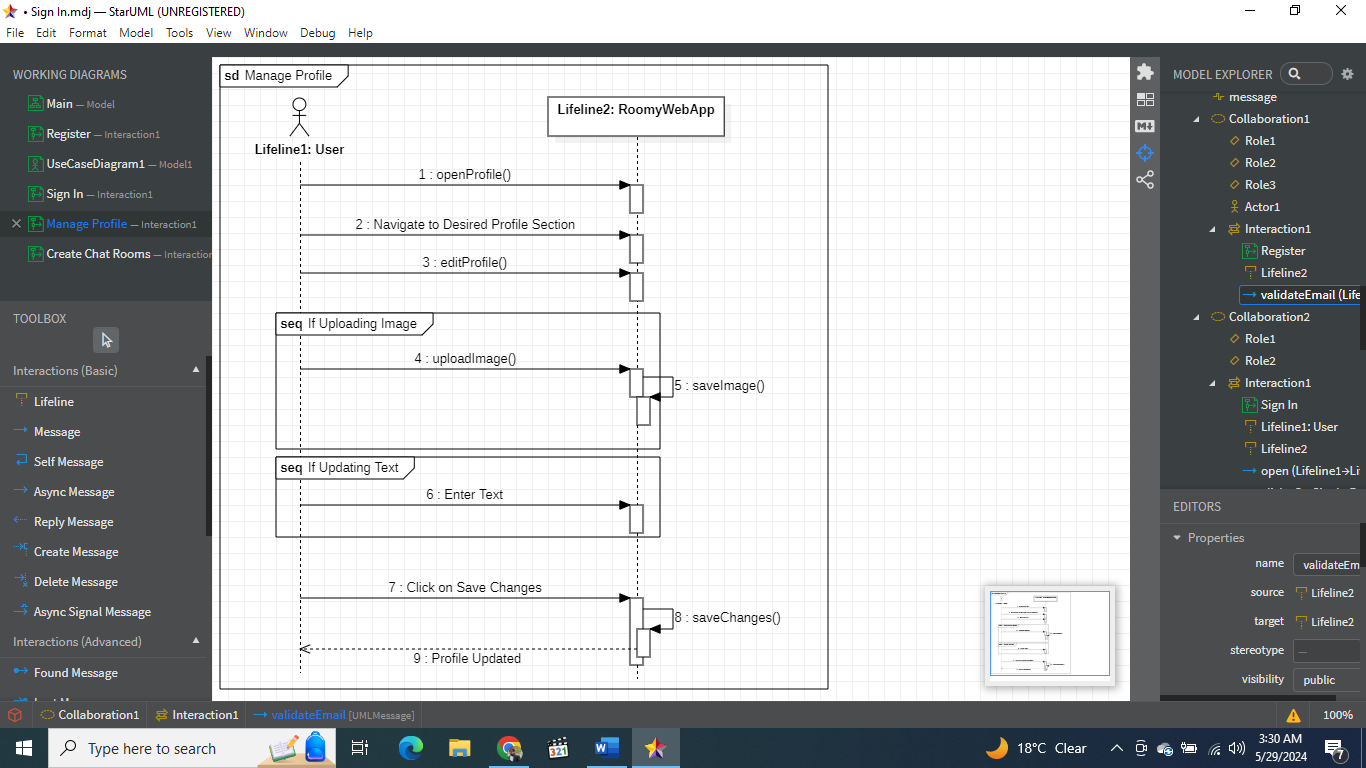 • Sign In.mdj — StarUML (UNREGISTERED)
File Edit Format Model Tools View Window Debug Help
WORKING DIAGRAMS
Main — Model
Register — Interaction1
UseCaseDiagram1 — Model1
Sign In — Interaction1
Manage Profile — Interaction1
Create Chat Rooms — Interaction
TOOLBOX
Interactions (Basic)
Lifeline
Message
Self Message
Async Message
Reply Message
Create Message
Delete Message
Async Signal Message
Interactions (Advanced)
Found Message
sd Manage Profile
Lifeline1: User
Lifeline2: RoomyWebApp
1 : openProfile()
2 : Navigate to Desired Profile Section
3 : editProfile()
seq If Uploading Image
4 : uploadImage()
5 : saveImage()
seq If Updating Text
6 : Enter Text
7 : Click on Save Changes
8 : saveChanges()
9 : Profile Updated
MODEL EXPLORER
message
Collaboration1
Role1
Role2
Role3
Actor1
Interaction1
Register
Lifeline2
validateEmail (Life
Collaboration2
Role1
Role2
Interaction1
Sign In
Lifeline1: User
Lifeline2
open (Lifeline1→Li
EDITORS
Properties
name validateEm
source Lifeline2
target Lifeline2
stereotype —
visibility public
Collaboration1 Interaction1 validateEmail [UMLMessage]
100%
Type here to search
321
18°C Clear
3:30 AM
5/29/2024
7